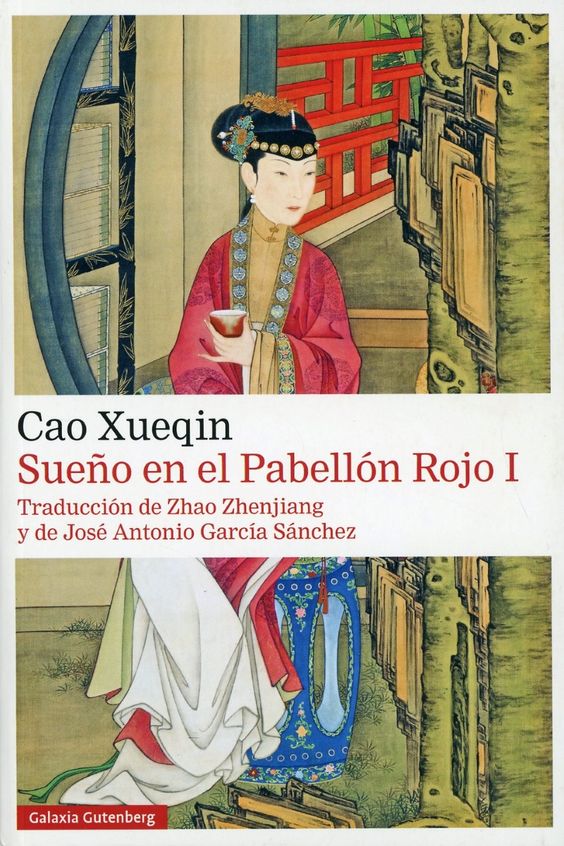 Cao Xueqin
Sueño en el Pabellón Rojo I
Traducción de Zhao Zhenjiang
y de José Antonio García Sánchez
Galaxia Gutenberg